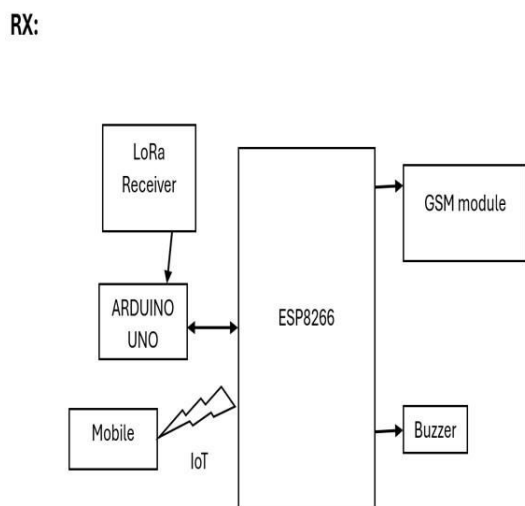 RX:
LoRa
Receiver
GSM module
ARDUINO
UNO
ESP8266
Mobile
IoT
Buzzer